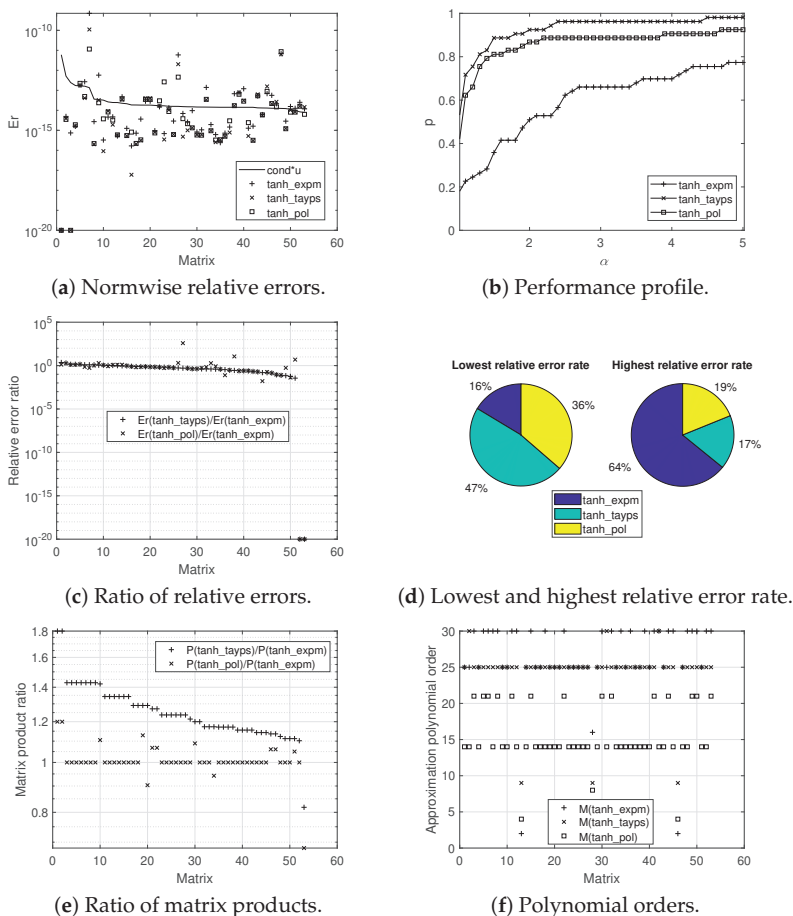 10^-10
10^-15
10^-20
Er
cond*u
tanh_expm
tanh_tayps
tanh_pol
0 10 20 30 40 50 60
Matrix
(a) Normwise relative errors.
1
0.8
0.6
0.4
0.2
0
p
tanh_expm
tanh_tayps
tanh_pol
2 3 4 5
α
(b) Performance profile.
10^5
10^0
10^-5
10^-10
10^-15
10^-20
Relative error ratio
Er(tanh_tayps)/Er(tanh_expm)
Er(tanh_pol)/Er(tanh_expm)
0 10 20 30 40 50 60
Matrix
(c) Ratio of relative errors.
Lowest relative error rate
16%
36%
47%
Highest relative error rate
19%
17%
64%
tanh_expm
tanh_tayps
tanh_pol
(d) Lowest and highest relative error rate.
1.8
1.6
1.4
1.2
1
0.8
Matrix product ratio
P(tanh_tayps)/P(tanh_expm)
P(tanh_pol)/P(tanh_expm)
0 10 20 30 40 50 60
Matrix
(e) Ratio of matrix products.
30
25
20
15
10
5
0
Approximation polynomial order
M(tanh_expm)
M(tanh_tayps)
M(tanh_pol)
0 10 20 30 40 50 60
Matrix
(f) Polynomial orders.